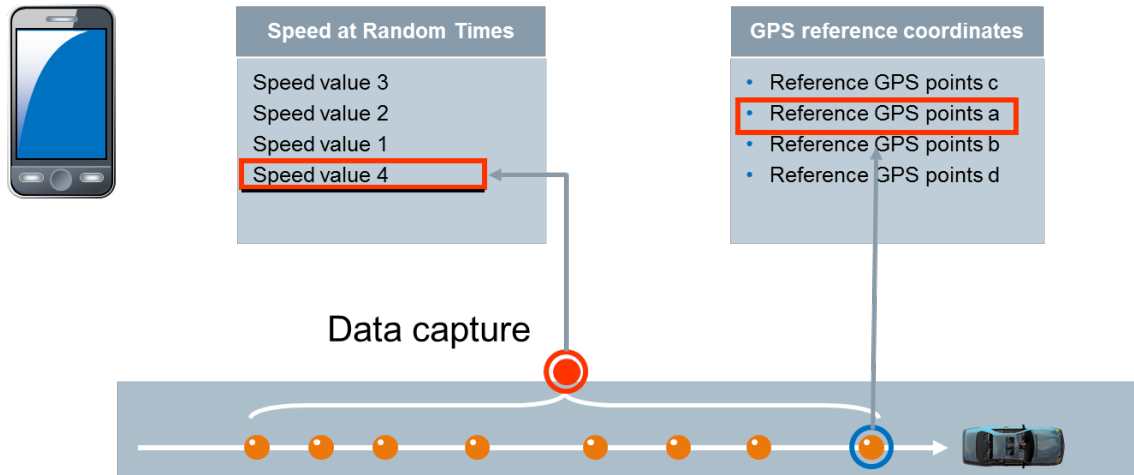 Speed at Random Times
Speed value 3
Speed value 2
Speed value 1
Speed value 4
GPS reference coordinates
• Reference GPS points c
• Reference GPS points a
• Reference GPS points b
• Reference GPS points d
Data capture